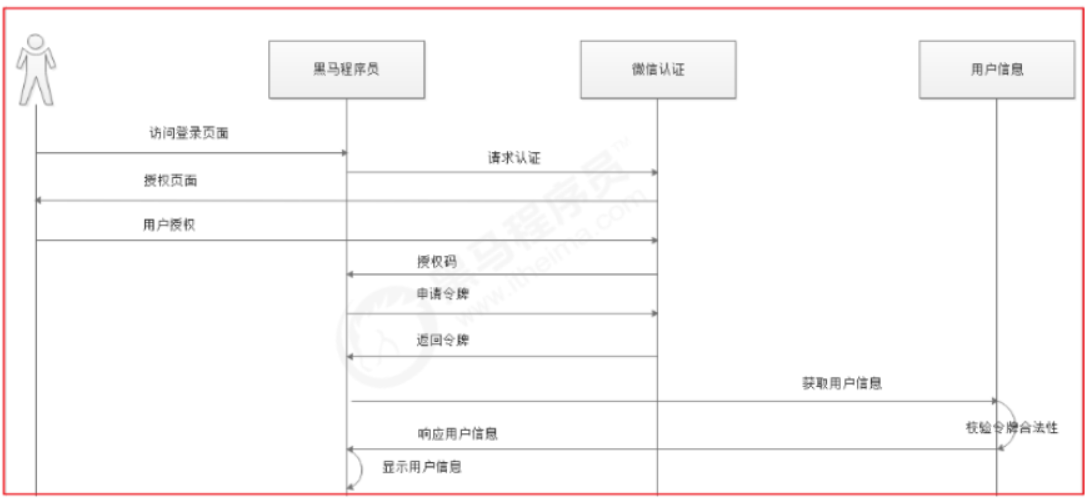 黑马程序员
微信认证
用户信息
访问登录页面
请求认证
授权页面
用户授权
授权码
申请令牌
返回令牌
获取用户信息
校验令牌合法性
响应用户信息
显示用户信息
黑马程序员
www.itheima.com